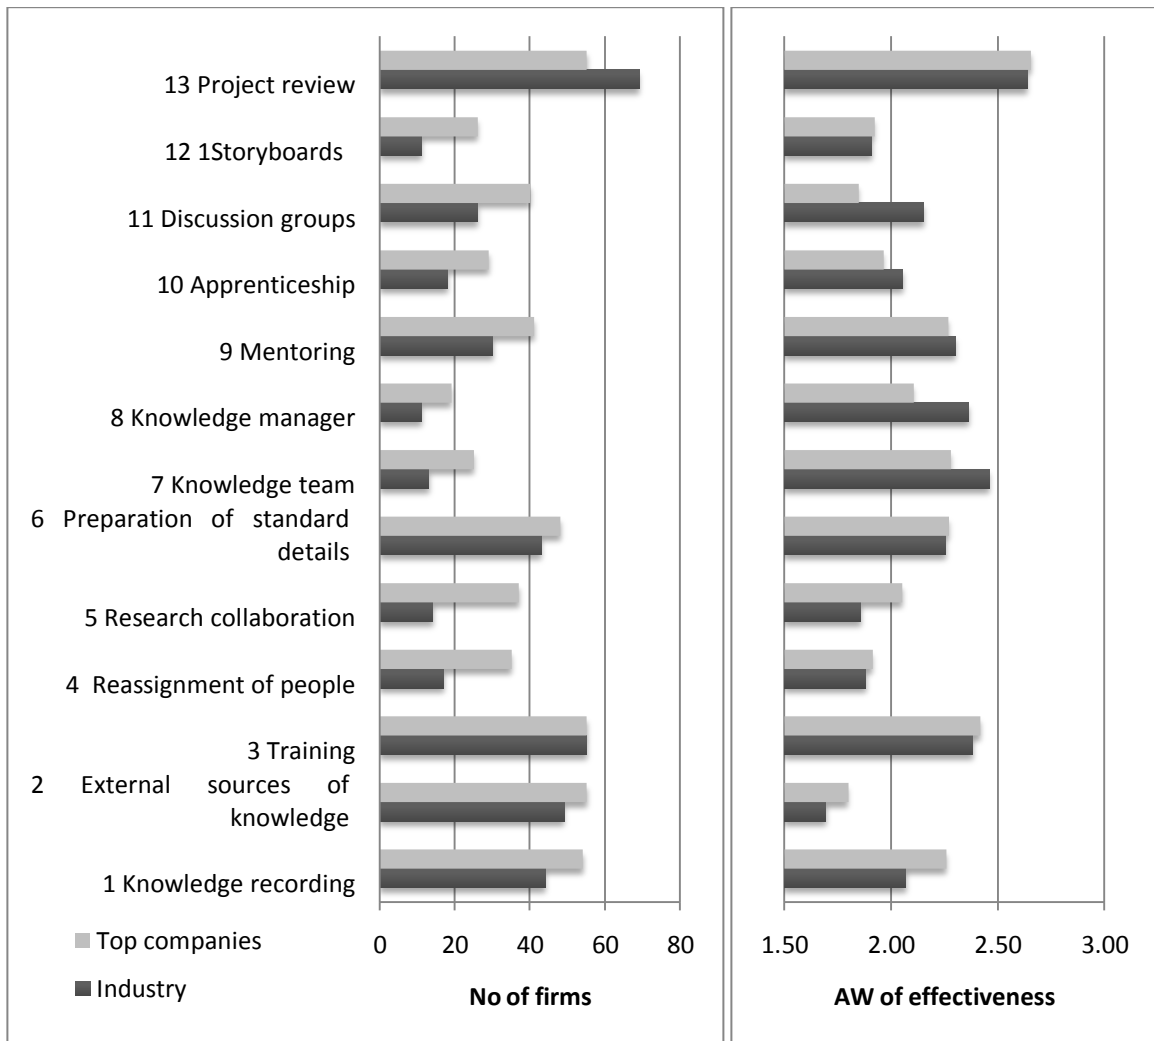 13 Project review
12 1Storyboards
11 Discussion groups
10 Apprenticeship
9 Mentoring
8 Knowledge manager
7 Knowledge team
6 Preparation of standard
details
5 Research collaboration
4 Reassignment of people
3 Training
2 External sources of
knowledge
1 Knowledge recording
Top companies
Industry
0 20 40 60 80
No of firms
1.50 2.00 2.50 3.00
AW of effectiveness